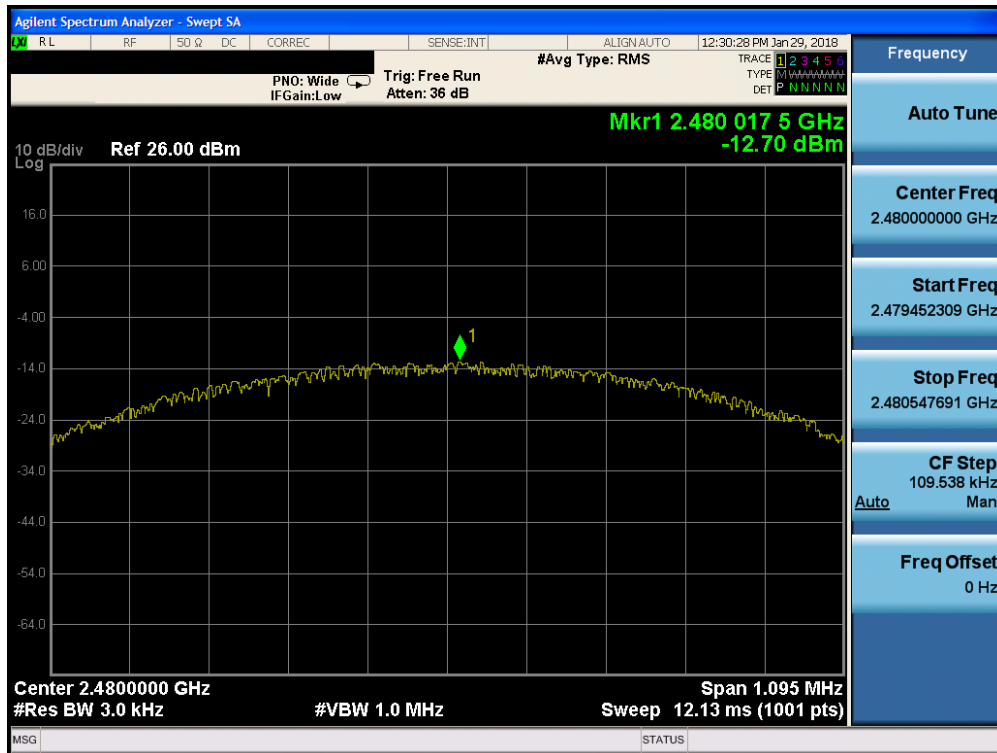 Agilent Spectrum Analyzer - Swept SA
LXI RL RF 50 Ω DC CORREC SENSE:INT ALIGN AUTO 12:30:28 PM Jan 29, 2018
#Avg Type: RMS TRACE 1 2 3 4 5 6
PNO: Wide Trig: Free Run TYPE M WWWWW
IFGain:Low Atten: 36 dB DET P N N N N N
Mkr1 2.480 017 5 GHz
-12.70 dBm
10 dB/div Ref 26.00 dBm
Log
16.0
6.00
-4.00
1
-14.0
-24.0
-34.0
-44.0
-54.0
-64.0
Center 2.4800000 GHz Span 1.095 MHz
#Res BW 3.0 kHz #VBW 1.0 MHz Sweep 12.13 ms (1001 pts)
MSG STATUS
Frequency
Auto Tune
Center Freq
2.480000000 GHz
Start Freq
2.479452309 GHz
Stop Freq
2.480547691 GHz
CF Step
109.538 kHz
Auto Man
Freq Offset
0 Hz